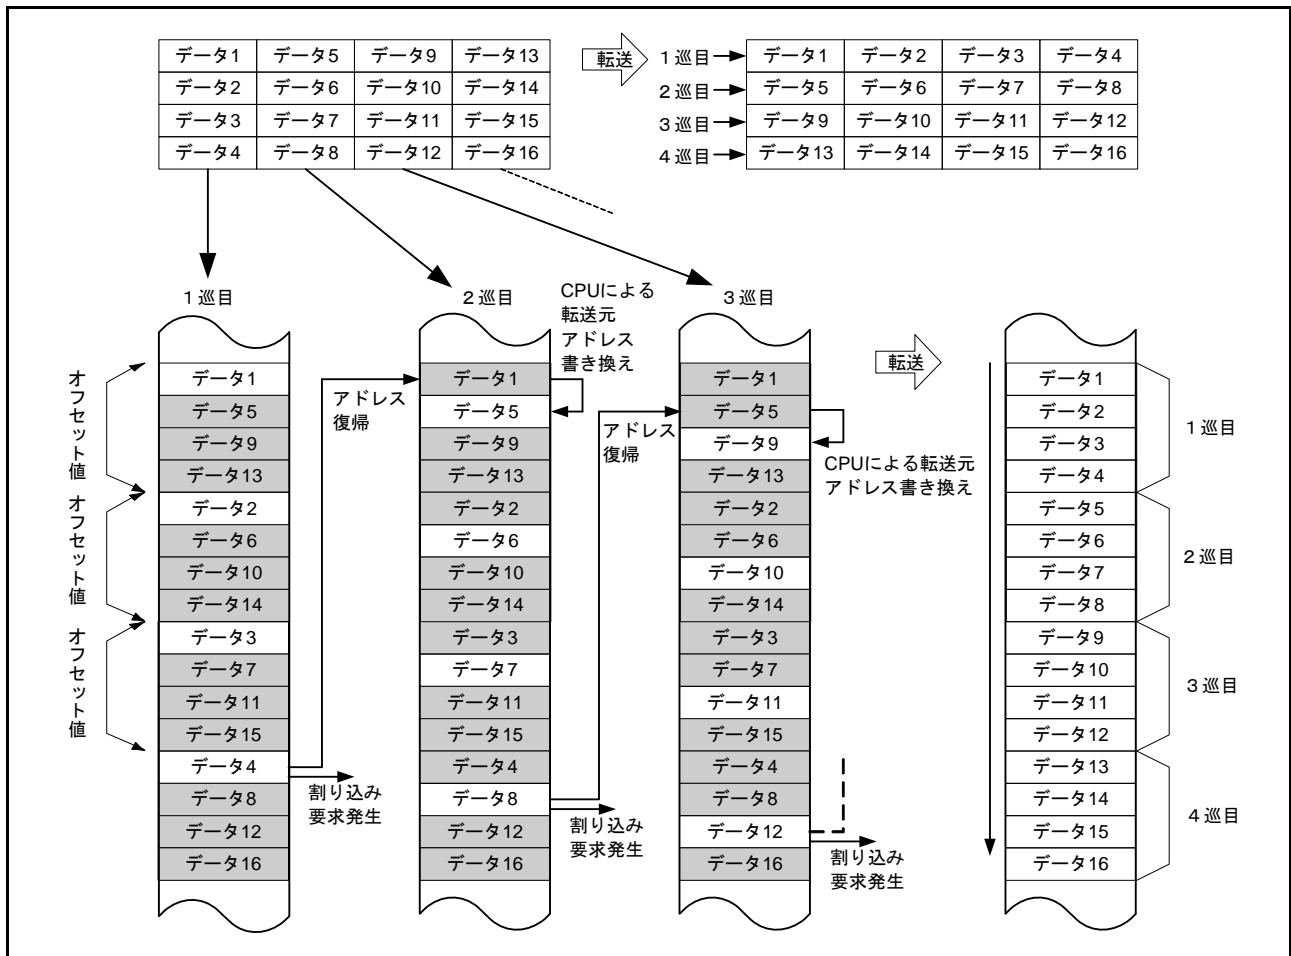 データ1 データ5 データ9 データ13
データ2 データ6 データ10 データ14
データ3 データ7 データ11 データ15
データ4 データ8 データ12 データ16
転送
1巡目 データ1 データ2 データ3 データ4
2巡目 データ5 データ6 データ7 データ8
3巡目 データ9 データ10 データ11 データ12
4巡目 データ13 データ14 データ15 データ16
1巡目
オフセット値
オフセット値
オフセット値
データ1
データ5
データ9
データ13
データ2
データ6
データ10
データ14
データ3
データ7
データ11
データ15
データ4
データ8
データ12
データ16
アドレス
復帰
割り込み
要求発生
2巡目
CPUによる
転送元
アドレス
書き換え
データ1
データ5
データ9
データ13
データ2
データ6
データ10
データ14
データ3
データ7
データ11
データ15
データ4
データ8
データ12
データ16
アドレス
復帰
割り込み
要求発生
3巡目
データ1
データ5
データ9
データ13
データ2
データ6
データ10
データ14
データ3
データ7
データ11
データ15
データ4
データ8
データ12
データ16
CPUによる転送元
アドレス書き換え
割り込み
要求発生
転送
データ1
データ2
データ3
データ4
データ5
データ6
データ7
データ8
データ9
データ10
データ11
データ12
データ13
データ14
データ15
データ16
1巡目
2巡目
3巡目
4巡目